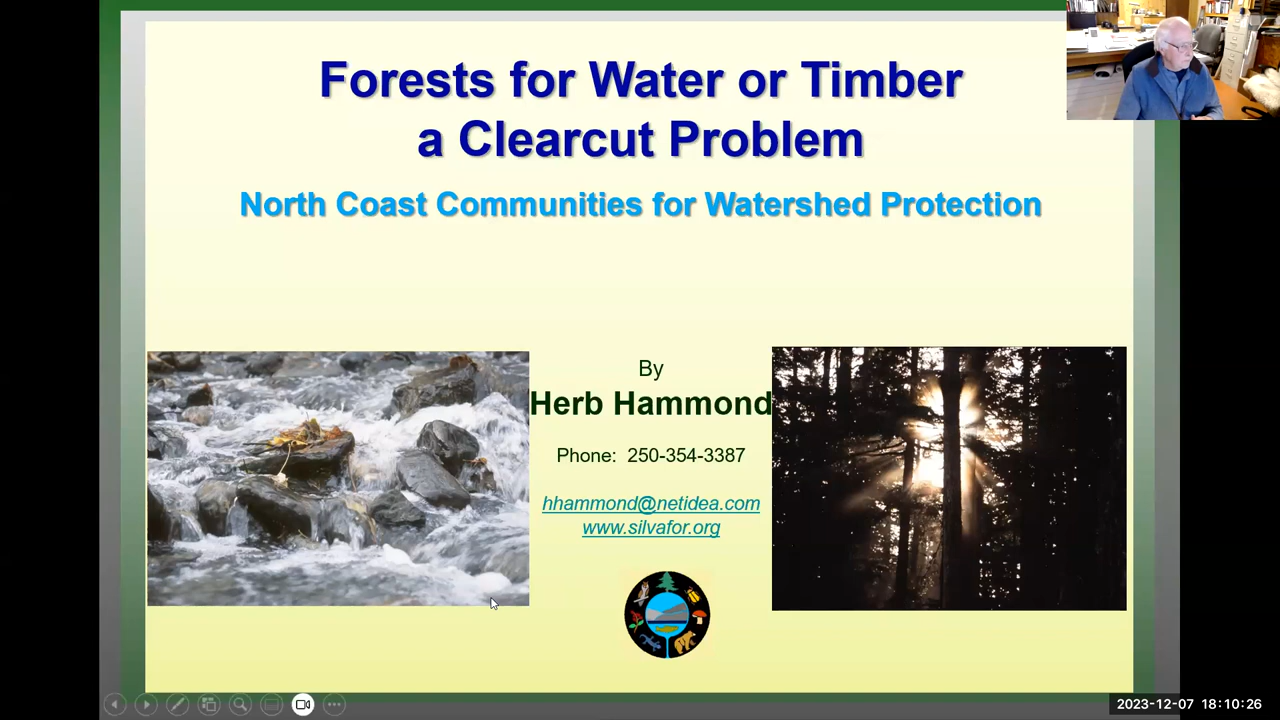 Forests for Water or Timber
a Clearcut Problem
North Coast Communities for Watershed Protection
By
Herb Hammond
Phone: 250-354-3387
hhammond@netidea.com
www.silvafor.org
2023-12-07 18:10:26